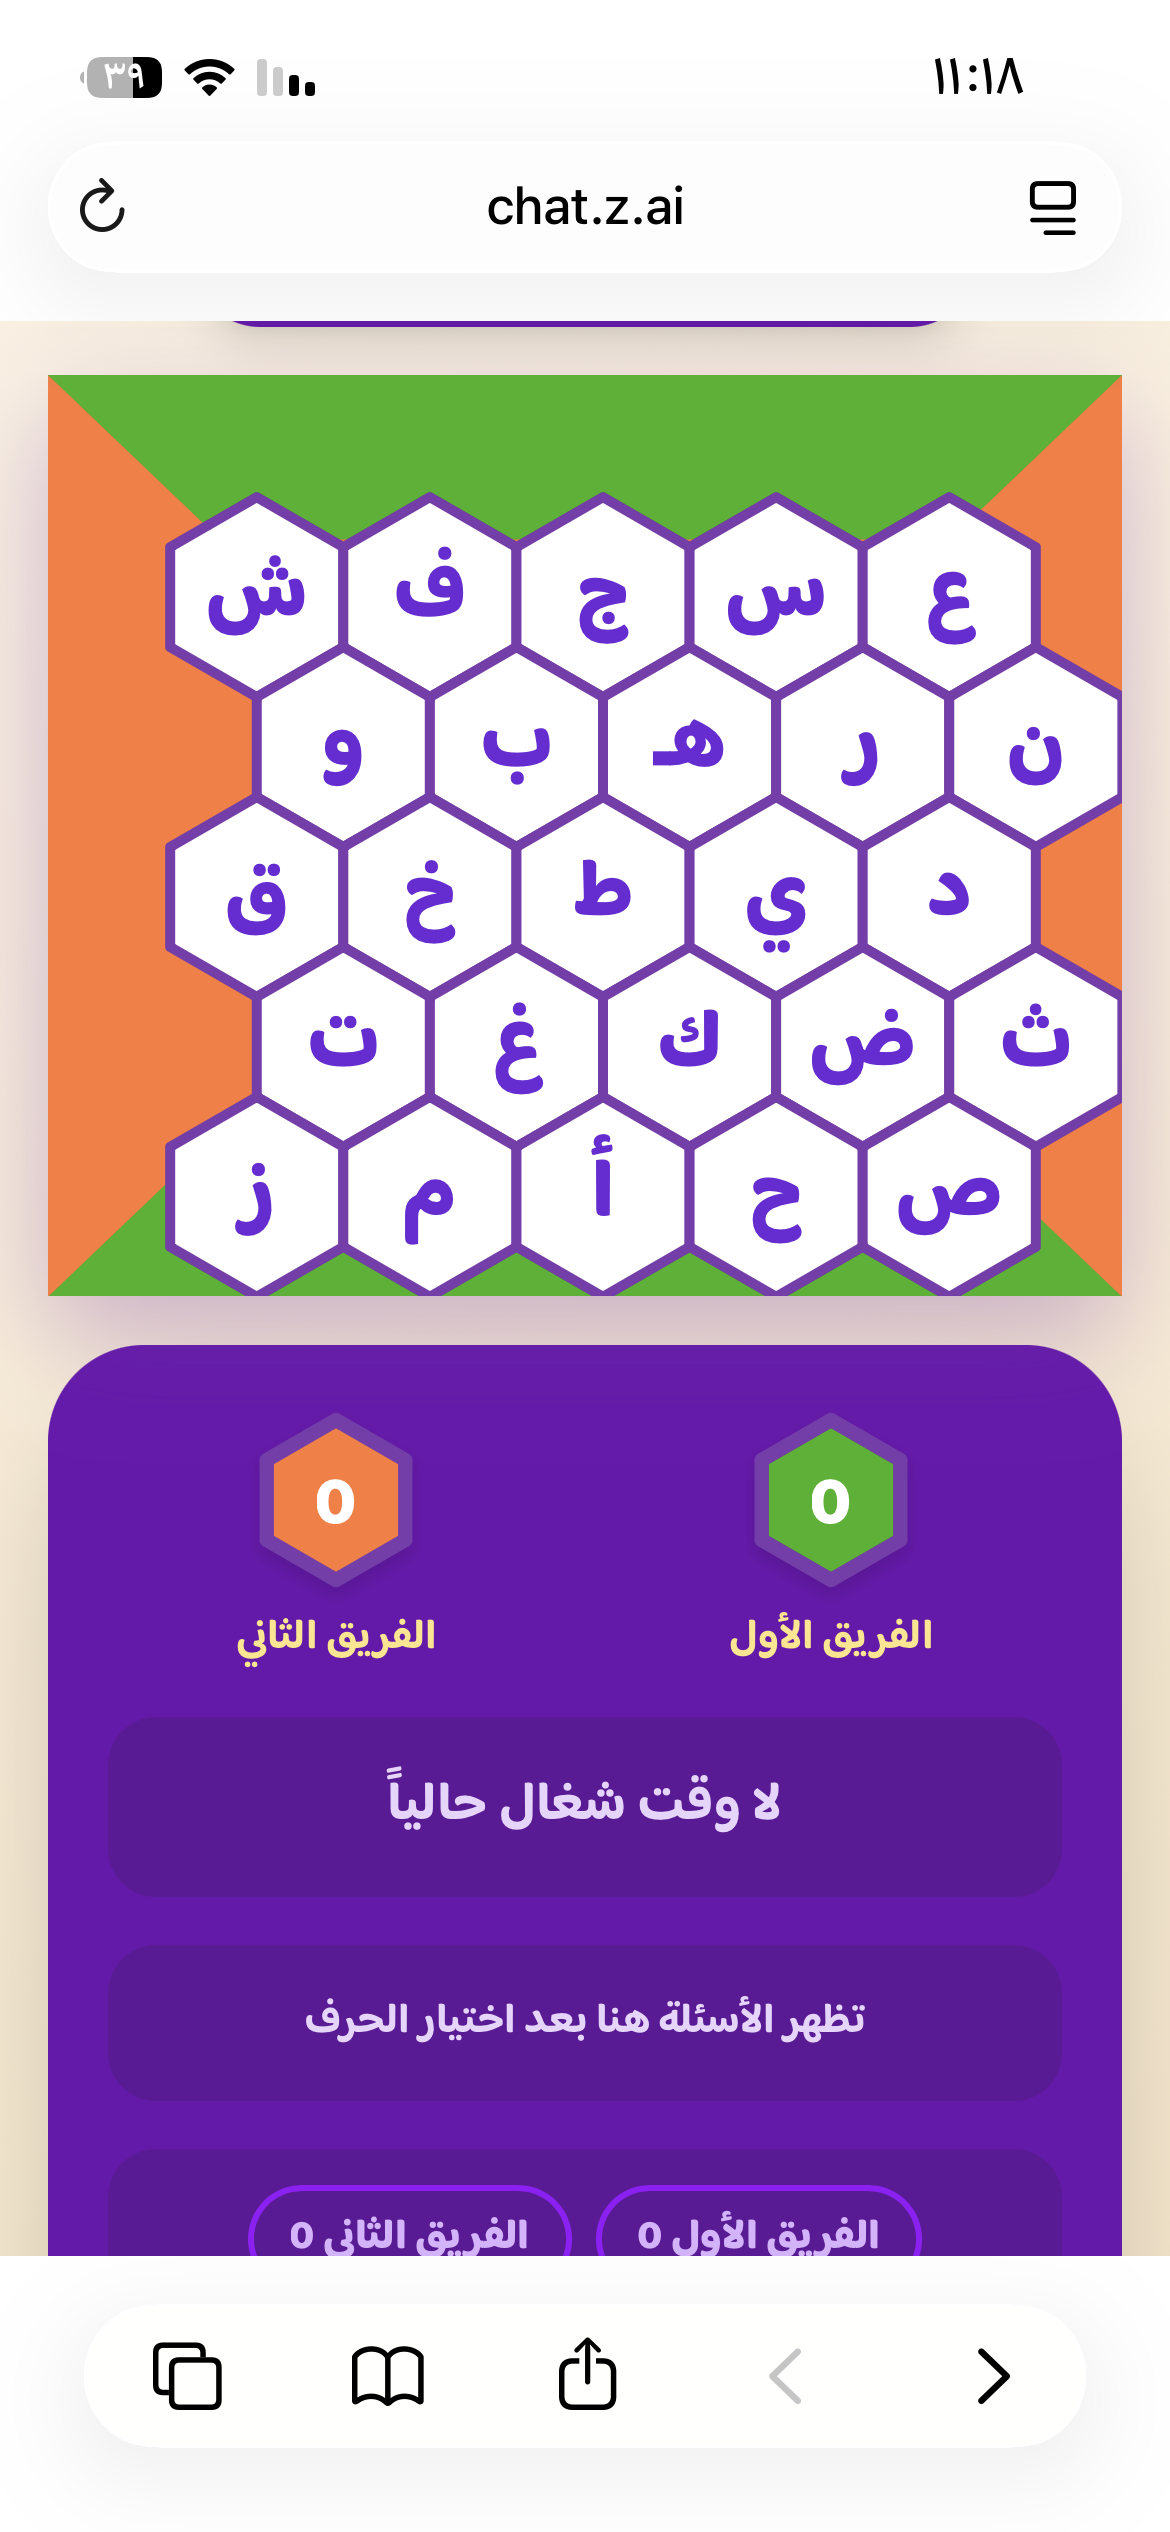 ١١:١٨ ٣٩
chat.z.ai
ع س ج ف ش
ن ر هـ ب و
د ي ط خ ق
ث ض ك غ ت
ص ح أ م ز
0 0
الفريق الأول الفريق الثاني
لا وقت شغال حالياً
تظهر الأسئلة هنا بعد اختيار الحرف
الفريق الأول 0 الفريق الثاني 0